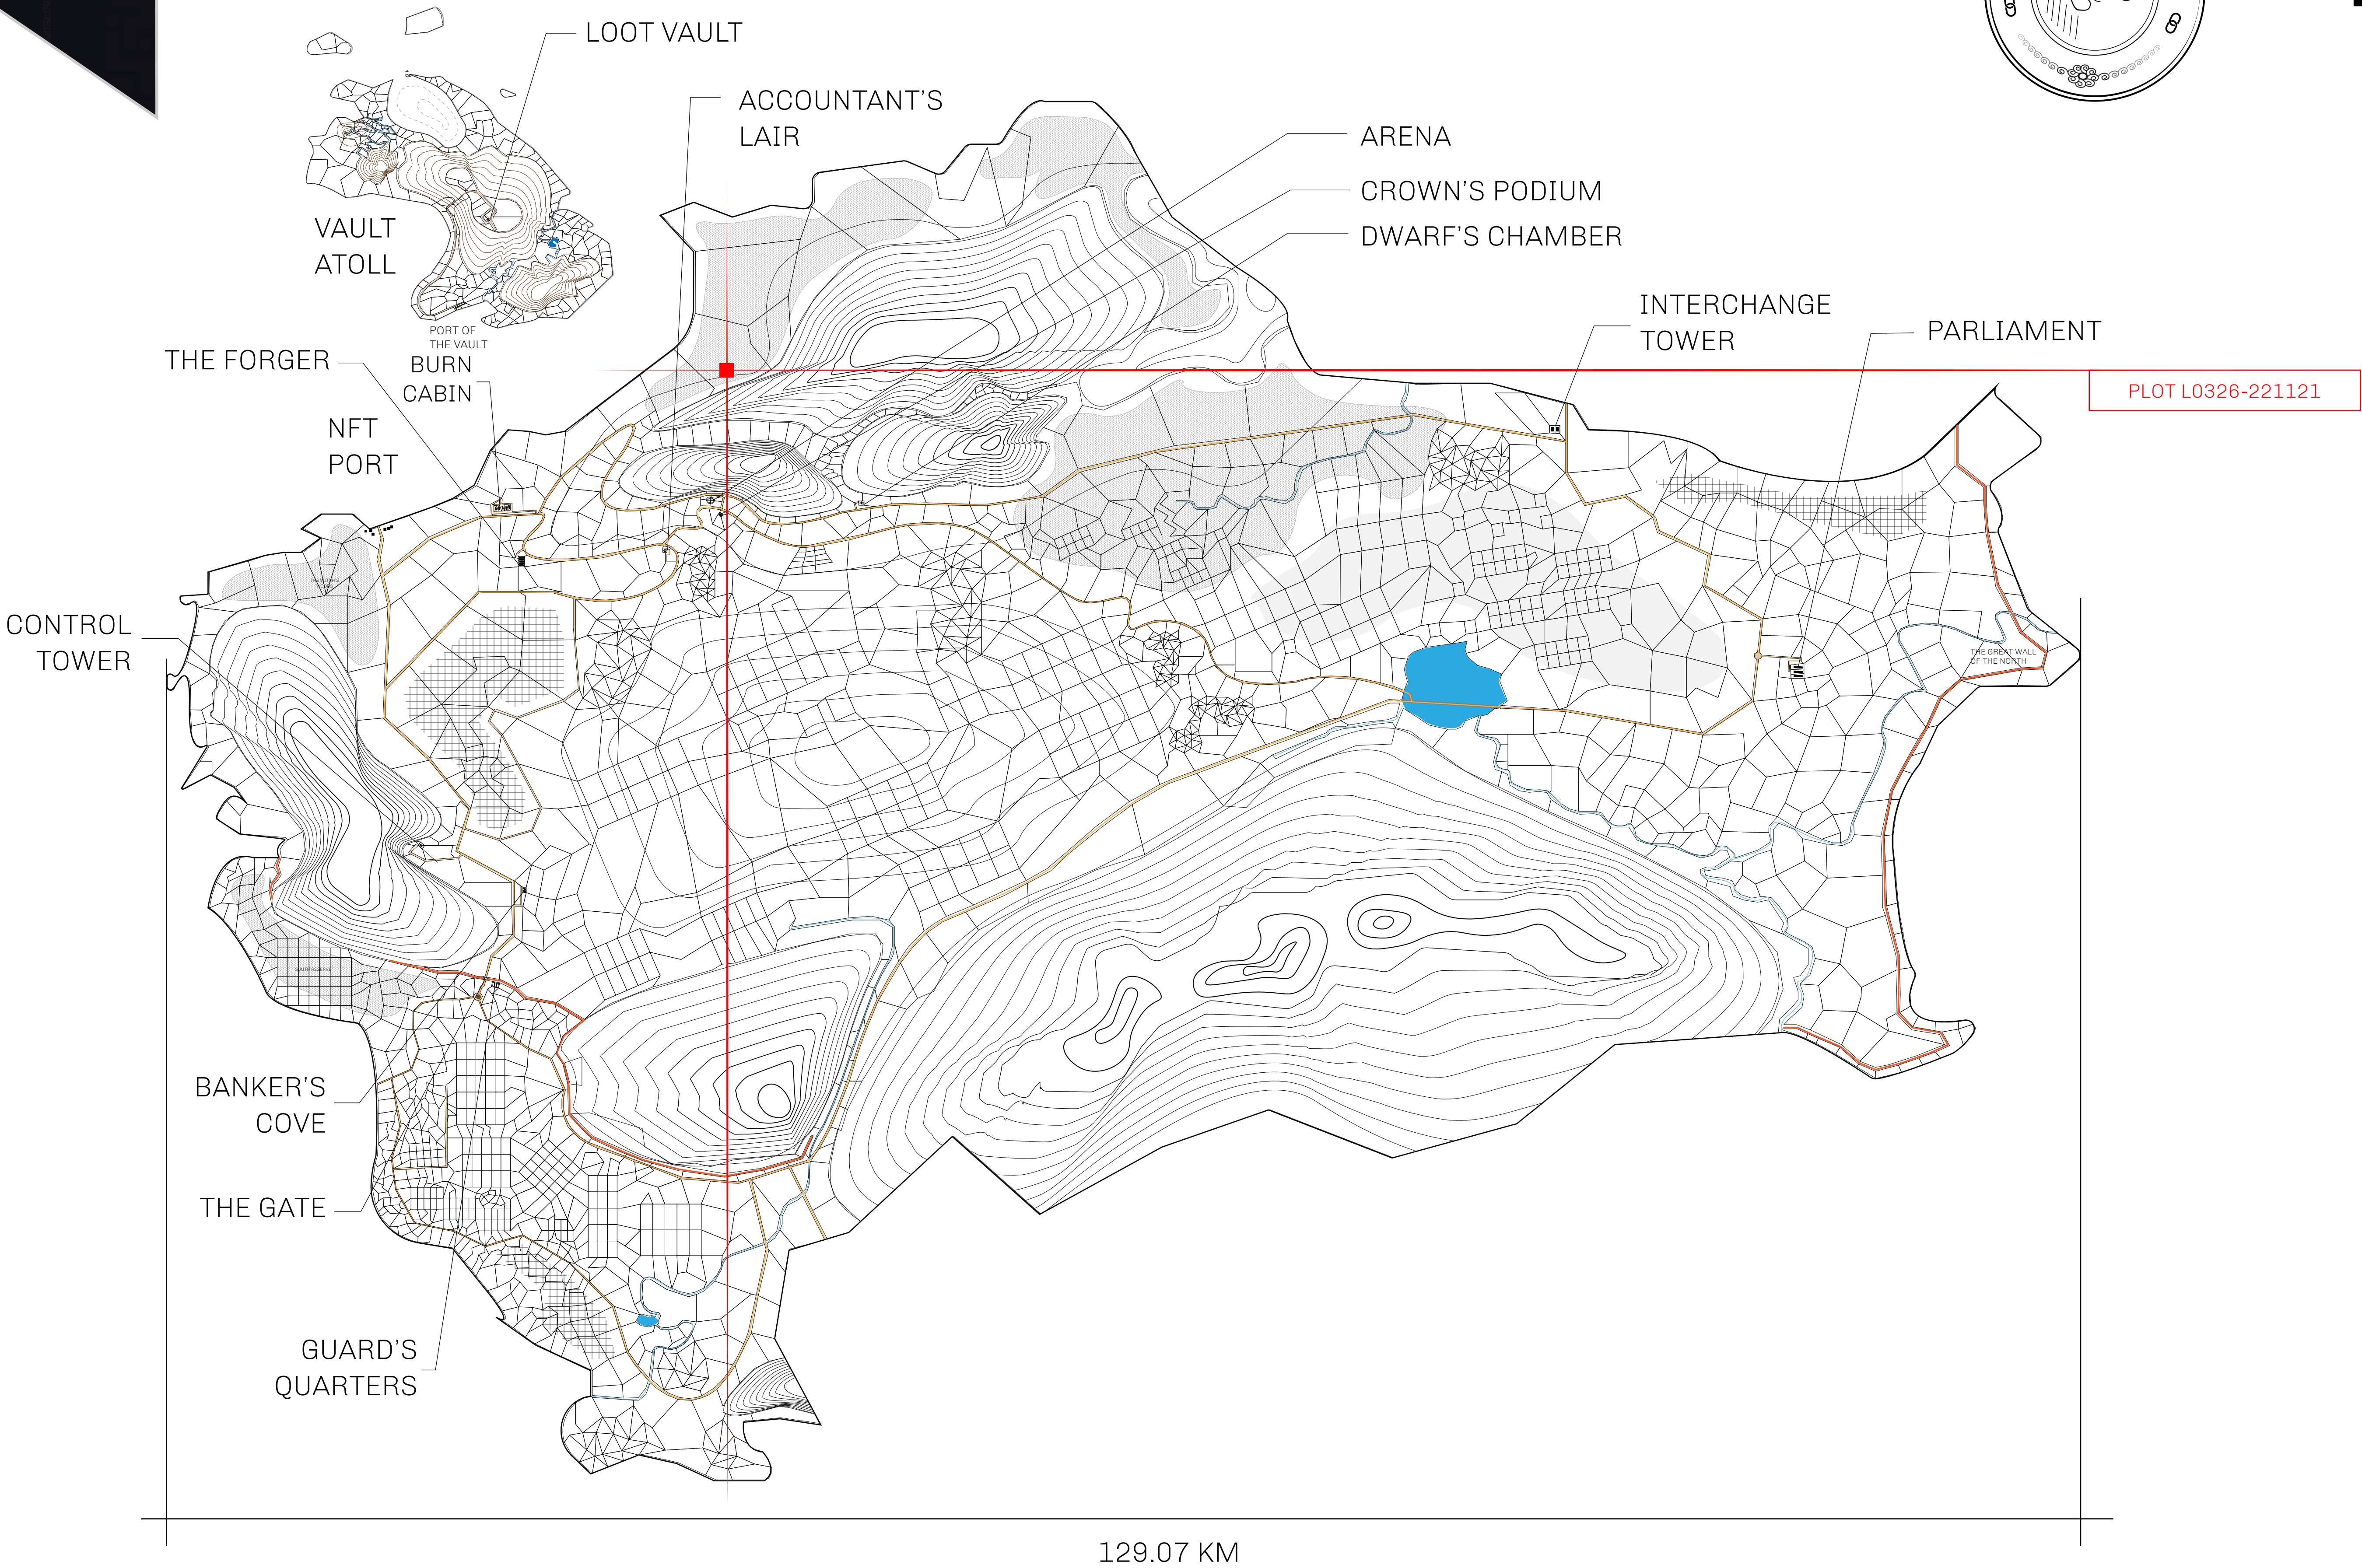 LOOT VAULT
ACCOUNTANT'S
LAIR
ARENA
CROWN'S PODIUM
DWARF'S CHAMBER
VAULT
ATOLL
INTERCHANGE
TOWER
PARLIAMENT
PORT OF
THE VAULT
THE FORGER
BURN
CABIN
PLOT L0326-221121
NFT
PORT
CONTROL
TOWER
THE GREAT WALL
OF THE NORTH
SOUTH RESERVE
BANKER'S
COVE
THE GATE
GUARD'S
QUARTERS
129.07 KM